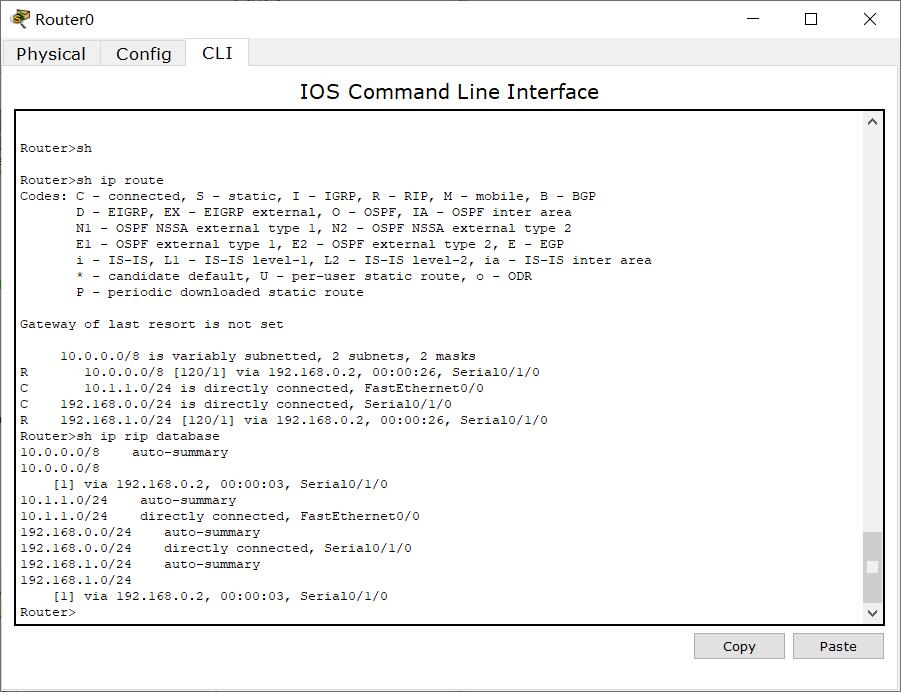 Router0
Physical Config CLI
IOS Command Line Interface
Router>sh
Router>sh ip route
Codes: C - connected, S - static, I - IGRP, R - RIP, M - mobile, B - BGP
       D - EIGRP, EX - EIGRP external, O - OSPF, IA - OSPF inter area
       N1 - OSPF NSSA external type 1, N2 - OSPF NSSA external type 2
       E1 - OSPF external type 1, E2 - OSPF external type 2, E - EGP
       i - IS-IS, L1 - IS-IS level-1, L2 - IS-IS level-2, ia - IS-IS inter area
       * - candidate default, U - per-user static route, o - ODR
       P - periodic downloaded static route
Gateway of last resort is not set
     10.0.0.0/8 is variably subnetted, 2 subnets, 2 masks
R       10.0.0.0/8 [120/1] via 192.168.0.2, 00:00:26, Serial0/1/0
C       10.1.1.0/24 is directly connected, FastEthernet0/0
C    192.168.0.0/24 is directly connected, Serial0/1/0
R    192.168.1.0/24 [120/1] via 192.168.0.2, 00:00:26, Serial0/1/0
Router>sh ip rip database
10.0.0.0/8    auto-summary
10.0.0.0/8
    [1] via 192.168.0.2, 00:00:03, Serial0/1/0
10.1.1.0/24    auto-summary
10.1.1.0/24    directly connected, FastEthernet0/0
192.168.0.0/24    auto-summary
192.168.0.0/24    directly connected, Serial0/1/0
192.168.1.0/24    auto-summary
192.168.1.0/24
    [1] via 192.168.0.2, 00:00:03, Serial0/1/0
Router>
Copy Paste